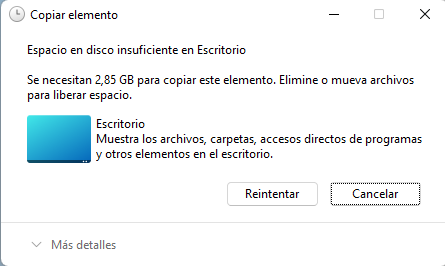 Copiar elemento
Espacio en disco insuficiente en Escritorio
Se necesitan 2,85 GB para copiar este elemento. Elimine o mueva archivos
para liberar espacio.
Escritorio
Muestra los archivos, carpetas, accesos directos de programas
y otros elementos en el escritorio.
Reintentar
Cancelar
Más detalles